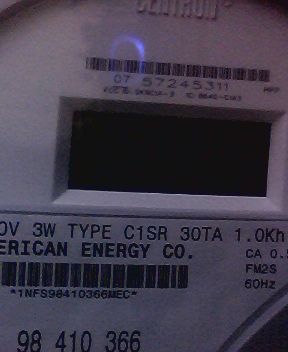 CENTRON
07 57245311
0V 3W TYPE C1SR 30TA 1.0Kh
ERICAN ENERGY CO.
CA 0.5
FM2S
60Hz
*1NFS98410366MEC*
98 410 366